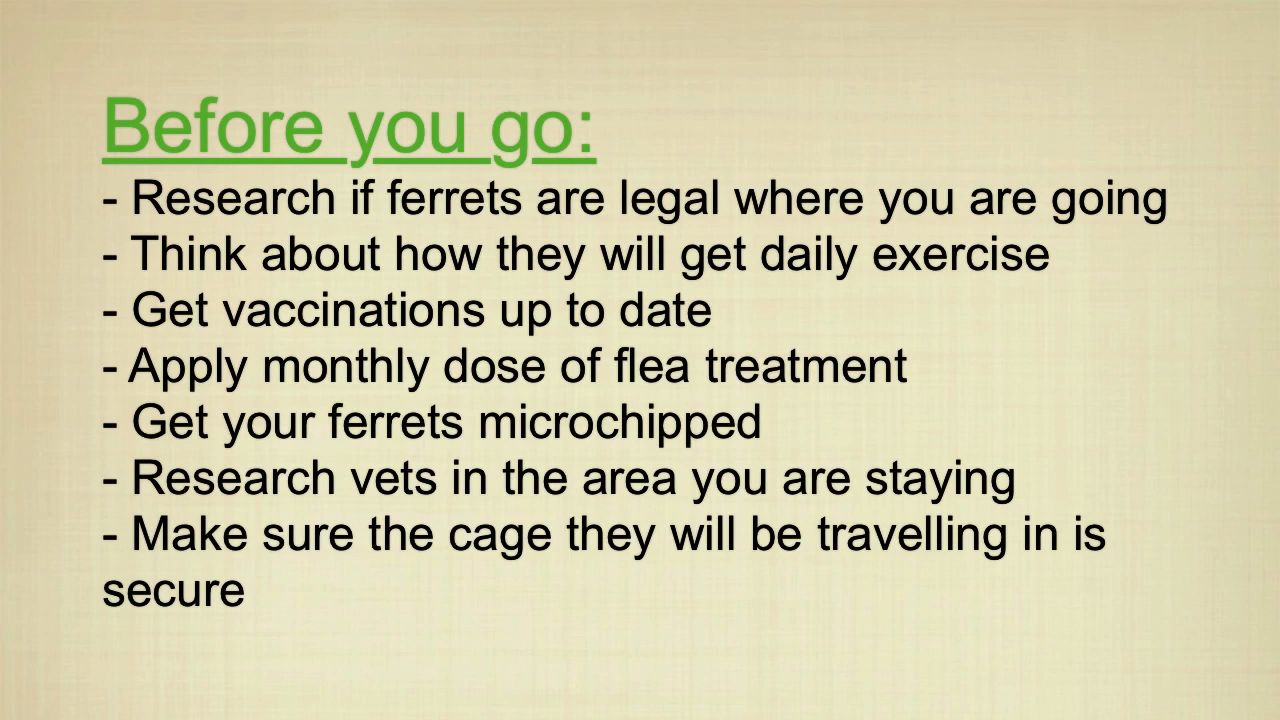 Before you go:
- Research if ferrets are legal where you are going
- Think about how they will get daily exercise
- Get vaccinations up to date
- Apply monthly dose of flea treatment
- Get your ferrets microchipped
- Research vets in the area you are staying
- Make sure the cage they will be travelling in is
secure